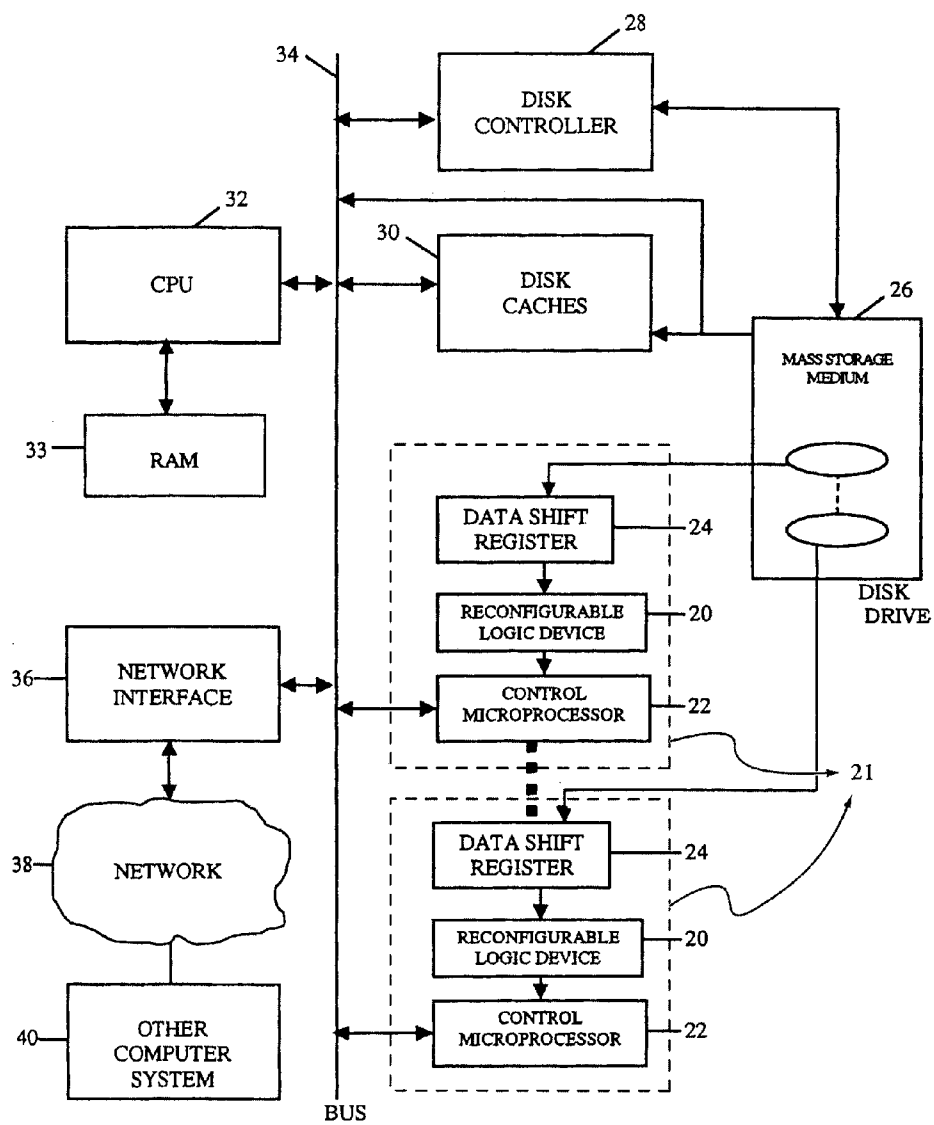 28
34
DISK
CONTROLLER
32
CPU
30
DISK
CACHES
26
MASS STORAGE
MEDIUM
33
RAM
DATA SHIFT
REGISTER
24
RECONFIGURABLE
LOGIC DEVICE
20
DISK
DRIVE
36
NETWORK
INTERFACE
CONTROL
MICROPROCESSOR
22
21
38
NETWORK
DATA SHIFT
REGISTER
24
RECONFIGURABLE
LOGIC DEVICE
20
40
OTHER
COMPUTER
SYSTEM
CONTROL
MICROPROCESSOR
22
BUS